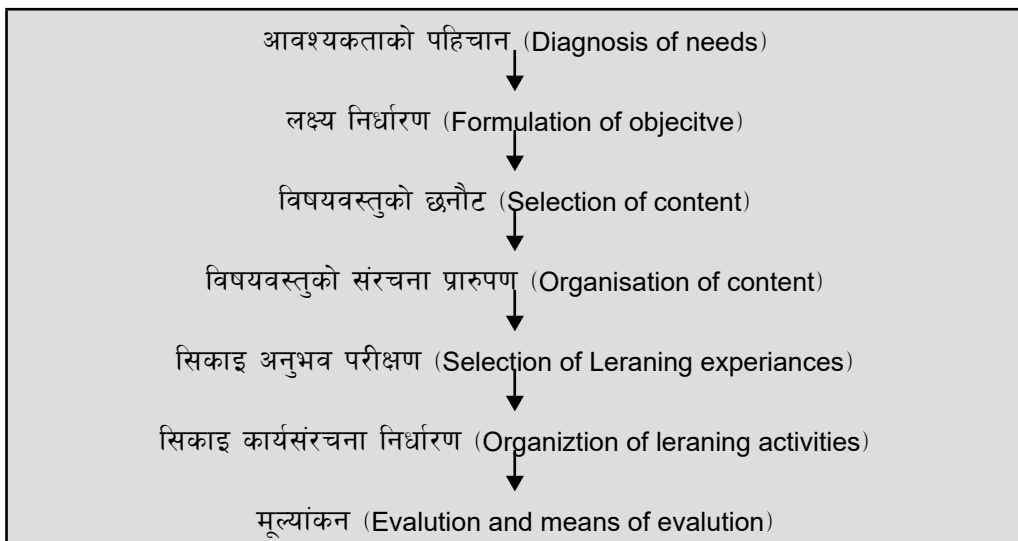 आवश्यकताको पहिचान (Diagnosis of needs)
लक्ष्य निर्धारण (Formulation of objecitve)
विषयवस्तुको छनौट (Selection of content)
विषयवस्तुको संरचना प्रारुपण (Organisation of content)
सिकाइ अनुभव परीक्षण (Selection of Leraning experiances)
सिकाइ कार्यसंरचना निर्धारण (Organiztion of leraning activities)
मूल्यांकन (Evalution and means of evalution)